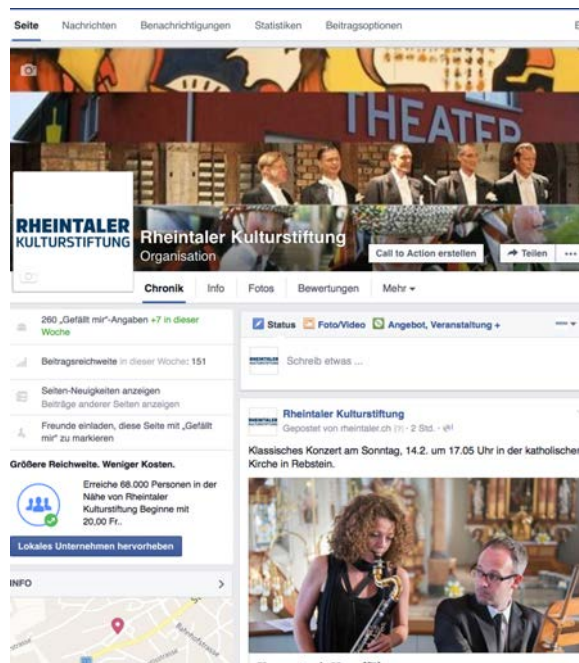 Seite Nachrichten Benachrichtigungen Statistiken Beitragsoptionen
THEATER
RHEINTALER
KULTURSTIFTUNG
Rheintaler Kulturstiftung
Organisation
Call to Action erstellen Teilen
Chronik Info Fotos Bewertungen Mehr
260 „Gefällt mir“-Angaben +7 in dieser
Woche
Beitragsreichweite in dieser Woche: 151
Seiten-Neuigkeiten anzeigen
Beiträge anderer Seiten anzeigen
Freunde einladen, diese Seite mit „Gefällt
mir“ zu markieren
Größere Reichweite. Weniger Kosten.
Erreiche 68.000 Personen in der
Nähe von Rheintaler
Kulturstiftung Beginne mit
20,00 Fr..
Lokales Unternehmen hervorheben
INFO
Bahnhofstrasse
Status Foto/Video Angebot, Veranstaltung +
RHEINTALER
KULTURSTIFTUNG
Schreib etwas ...
RHEINTALER
KULTURSTIFTUNG
Rheintaler Kulturstiftung
Gepostet von rheintaler.ch [?] · 2 Std. ·
Klassisches Konzert am Sonntag, 14.2. um 17.05 Uhr in der katholischen
Kirche in Rebstein.